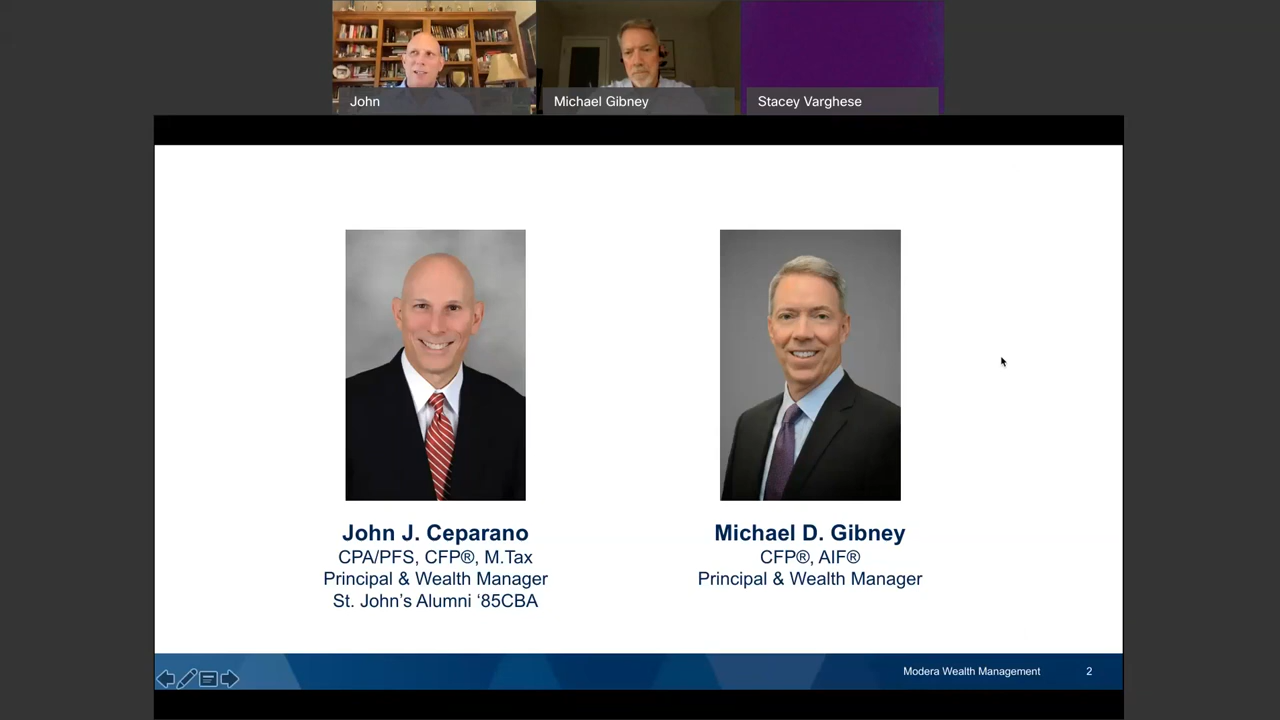 John
Michael Gibney
Stacey Varghese
John J. Ceparano
CPA/PFS, CFP®, M.Tax
Principal & Wealth Manager
St. John’s Alumni ‘85CBA
Michael D. Gibney
CFP®, AIF®
Principal & Wealth Manager
Modera Wealth Management
2